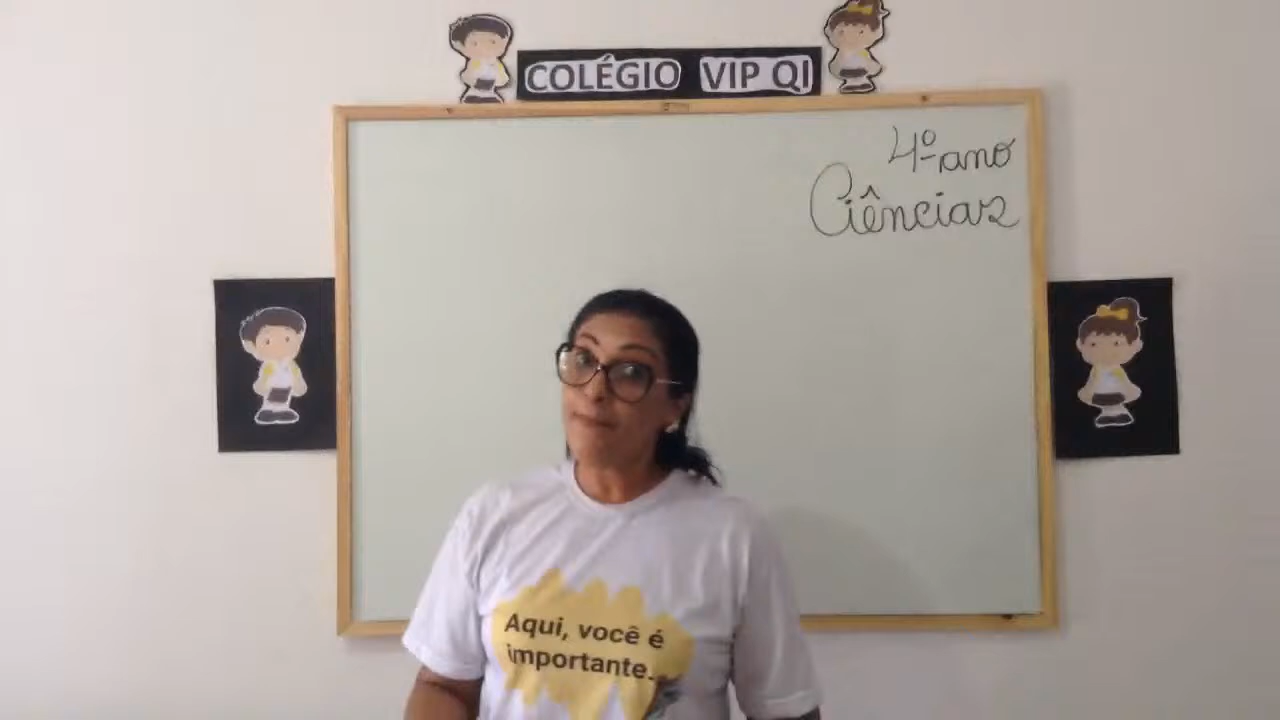 COLÉGIO VIP QI
4º ano
Ciências
Aqui, você é
importante.